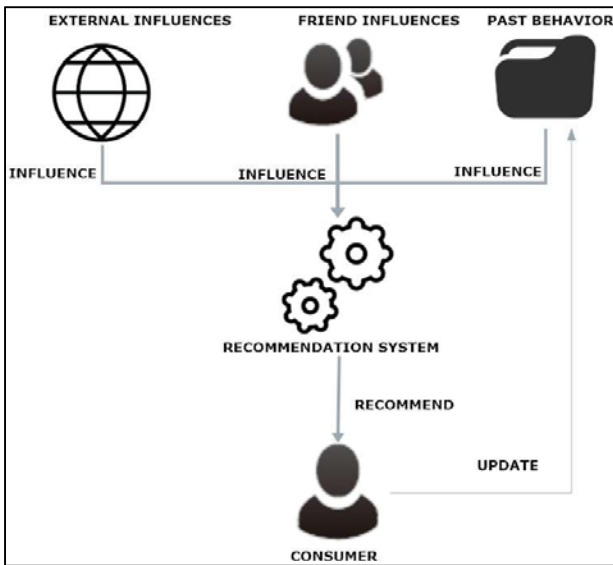 EXTERNAL INFLUENCES
FRIEND INFLUENCES
PAST BEHAVIOR
INFLUENCE
INFLUENCE
INFLUENCE
RECOMMENDATION SYSTEM
RECOMMEND
UPDATE
CONSUMER